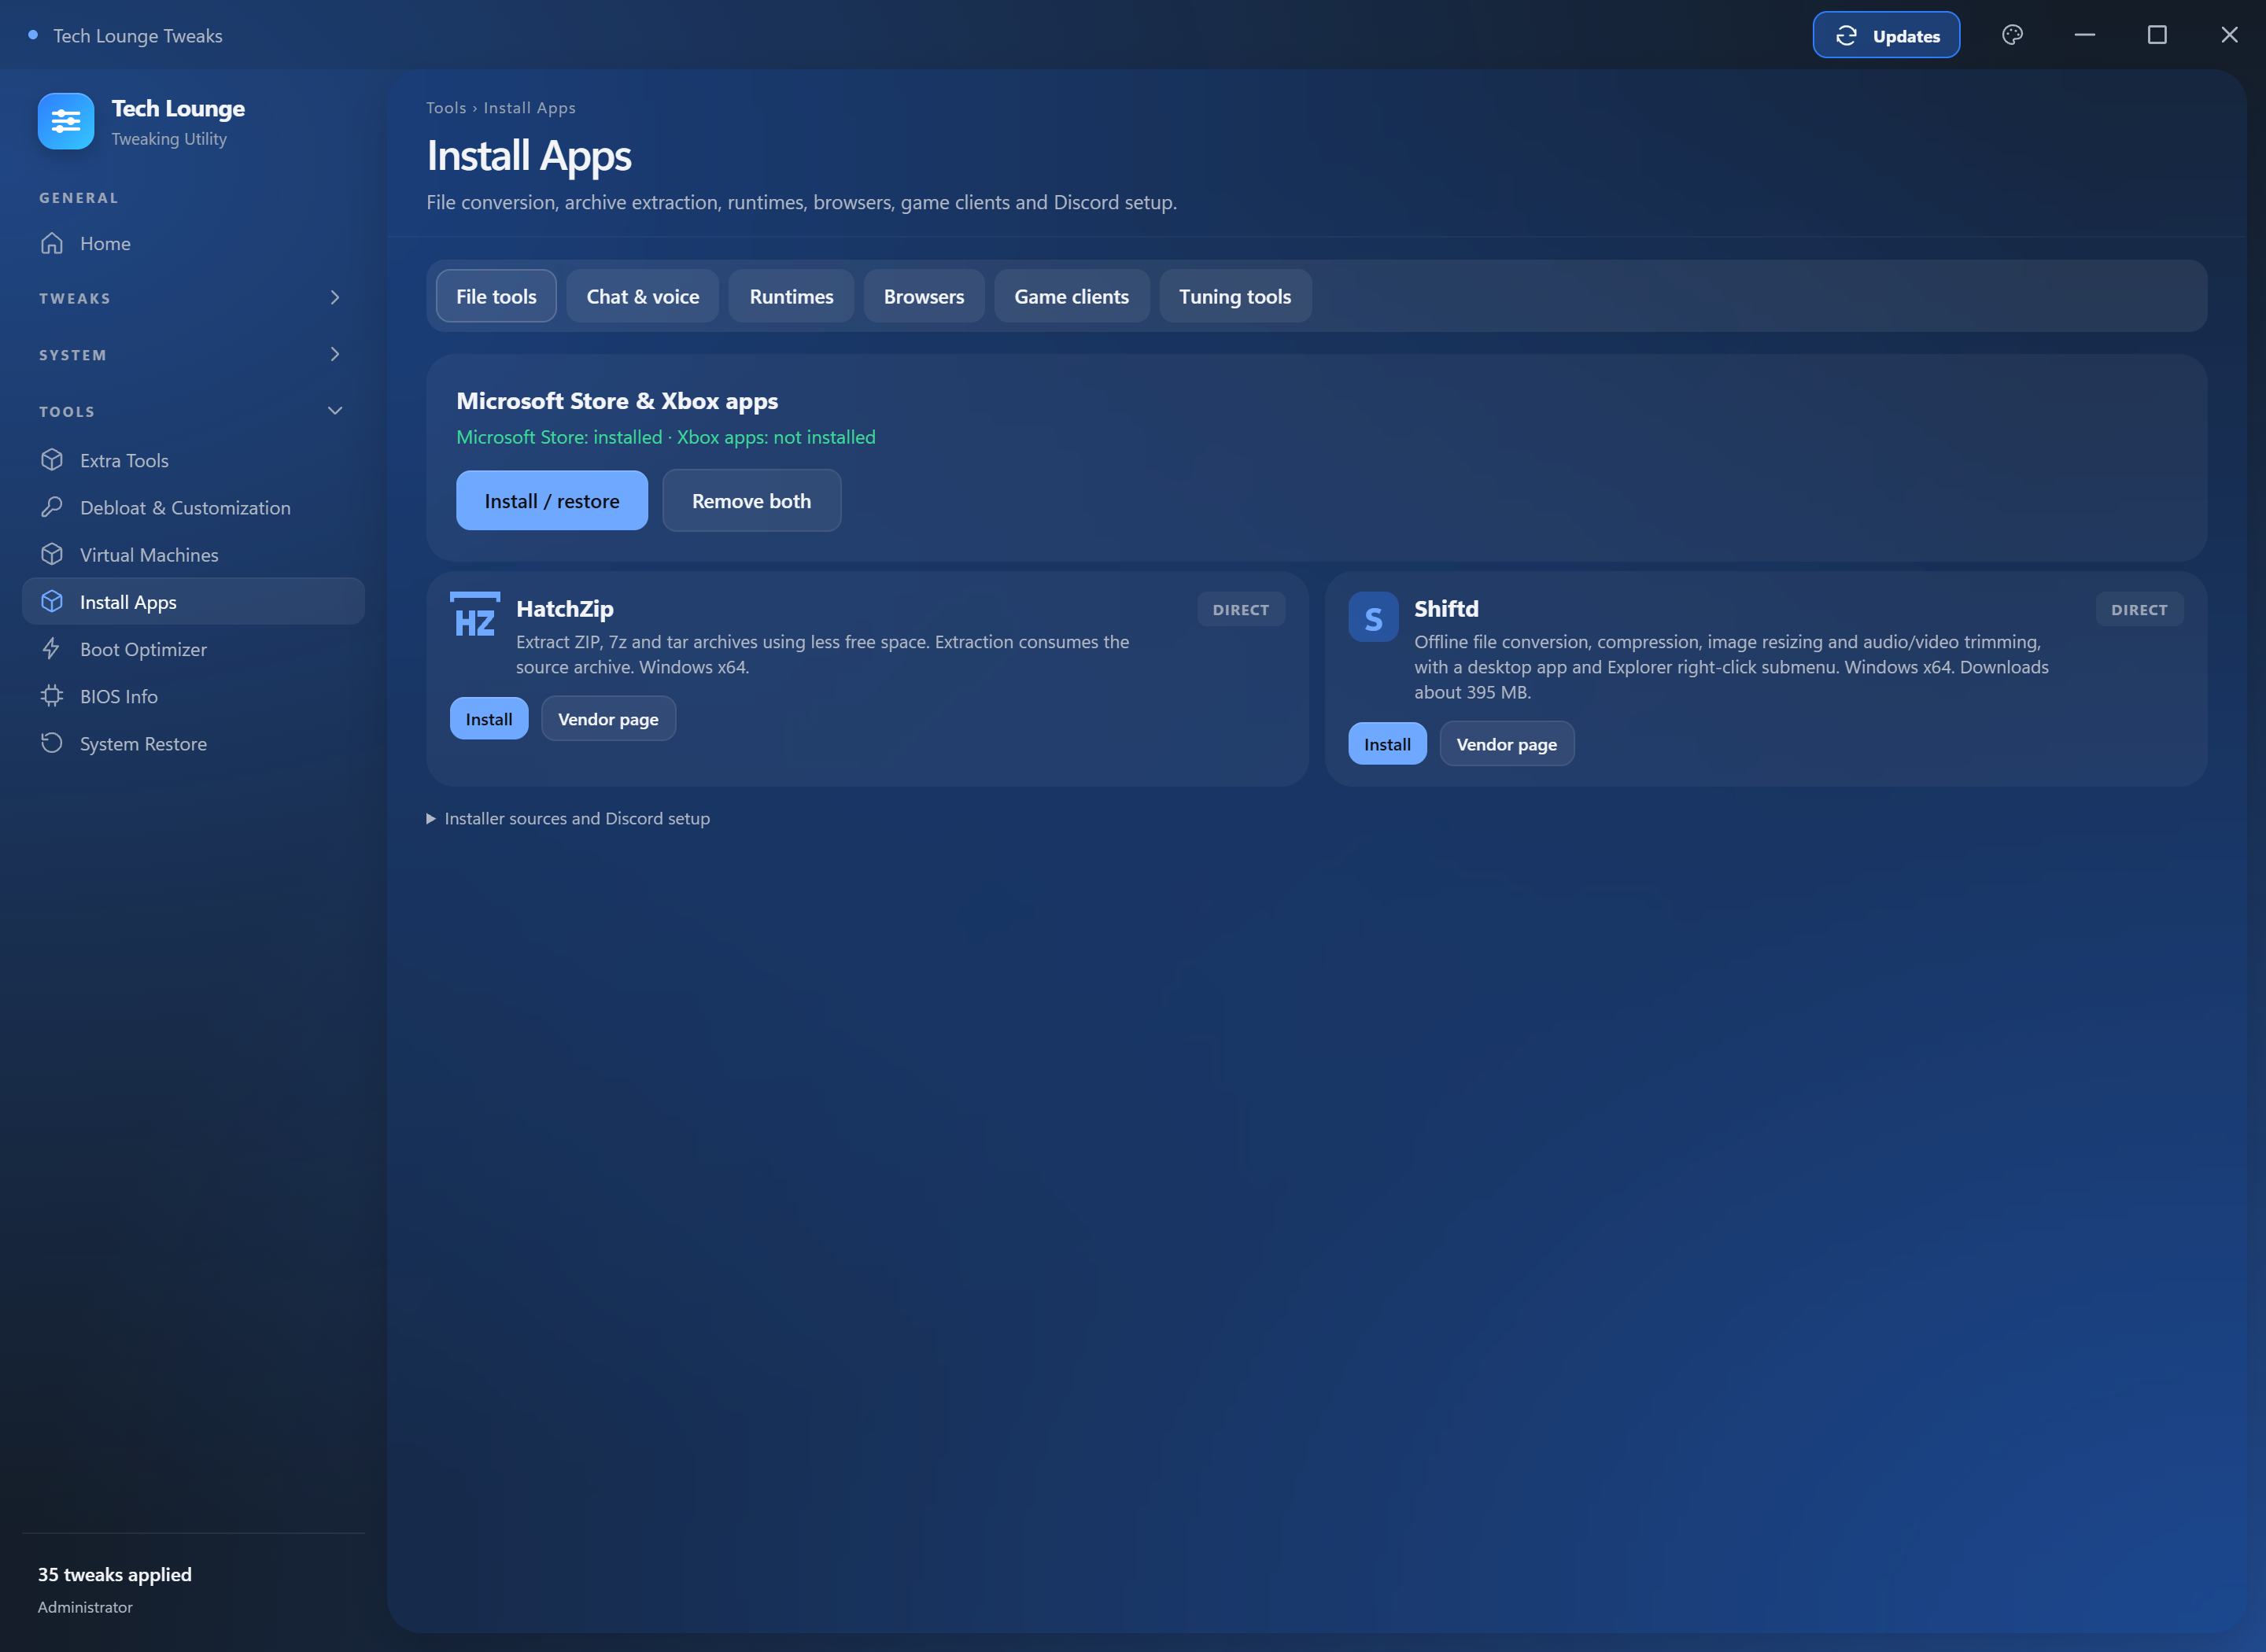 Tech Lounge Tweaks
Updates
Tech Lounge
Tweaking Utility
GENERAL
Home
TWEAKS
SYSTEM
TOOLS
Extra Tools
Debloat & Customization
Virtual Machines
Install Apps
Boot Optimizer
BIOS Info
System Restore
35 tweaks applied
Administrator
Tools › Install Apps
Install Apps
File conversion, archive extraction, runtimes, browsers, game clients and Discord setup.
File tools
Chat & voice
Runtimes
Browsers
Game clients
Tuning tools
Microsoft Store & Xbox apps
Microsoft Store: installed · Xbox apps: not installed
Install / restore
Remove both
HZ
HatchZip
DIRECT
Extract ZIP, 7z and tar archives using less free space. Extraction consumes the
source archive. Windows x64.
Install
Vendor page
S
Shiftd
DIRECT
Offline file conversion, compression, image resizing and audio/video trimming,
with a desktop app and Explorer right-click submenu. Windows x64. Downloads
about 395 MB.
Install
Vendor page
Installer sources and Discord setup